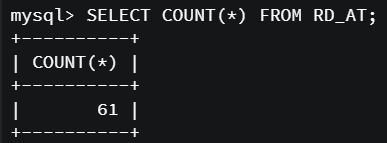 mysql> SELECT COUNT(*) FROM RD_AT;
+----------+
| COUNT(*) |
+----------+
|       61 |
+----------+